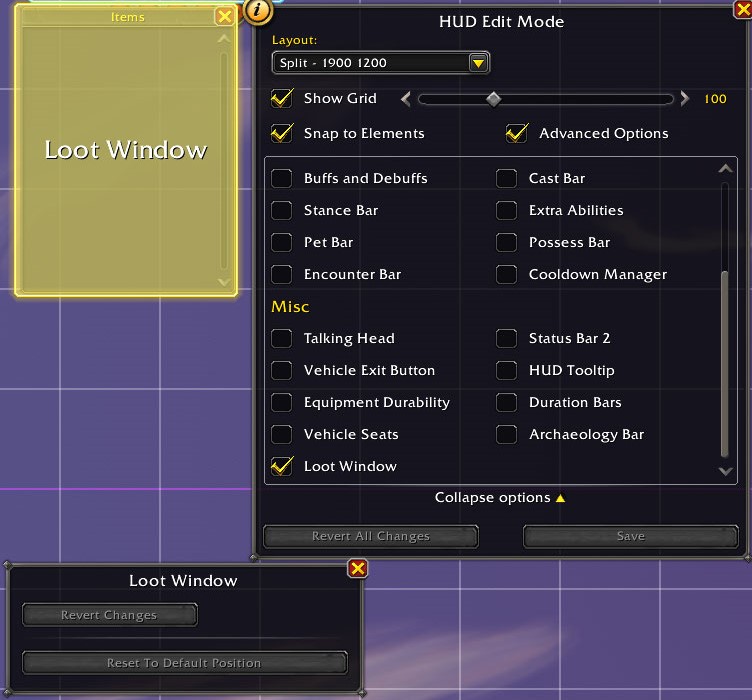 Items
Loot Window
HUD Edit Mode
Layout:
Split - 1900 1200
Show Grid 100
Snap to Elements Advanced Options
Buffs and Debuffs Cast Bar
Stance Bar Extra Abilities
Pet Bar Possess Bar
Encounter Bar Cooldown Manager
Misc
Talking Head Status Bar 2
Vehicle Exit Button HUD Tooltip
Equipment Durability Duration Bars
Vehicle Seats Archaeology Bar
Loot Window
Collapse options
Revert All Changes Save
Loot Window
Revert Changes
Reset To Default Position